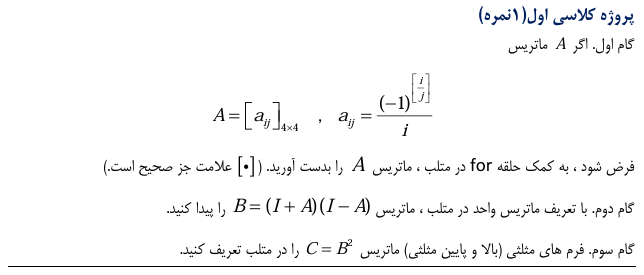 پروژه کلاسی اول(۱نمره)
گام اول. اگر A ماتریس
A = [a_ij]_{4×4} , a_ij = (−1)^{[i/j]} / i
فرض شود ، به کمک حلقه for در متلب ، ماتریس A را بدست آورید. ([•] علامت جز صحیح است.)
گام دوم. با تعریف ماتریس واحد در متلب ، ماتریس B = (I + A)(I − A) را پیدا کنید.
گام سوم. فرم های مثلثی (بالا و پایین مثلثی) ماتریس C = B² را در متلب تعریف کنید.